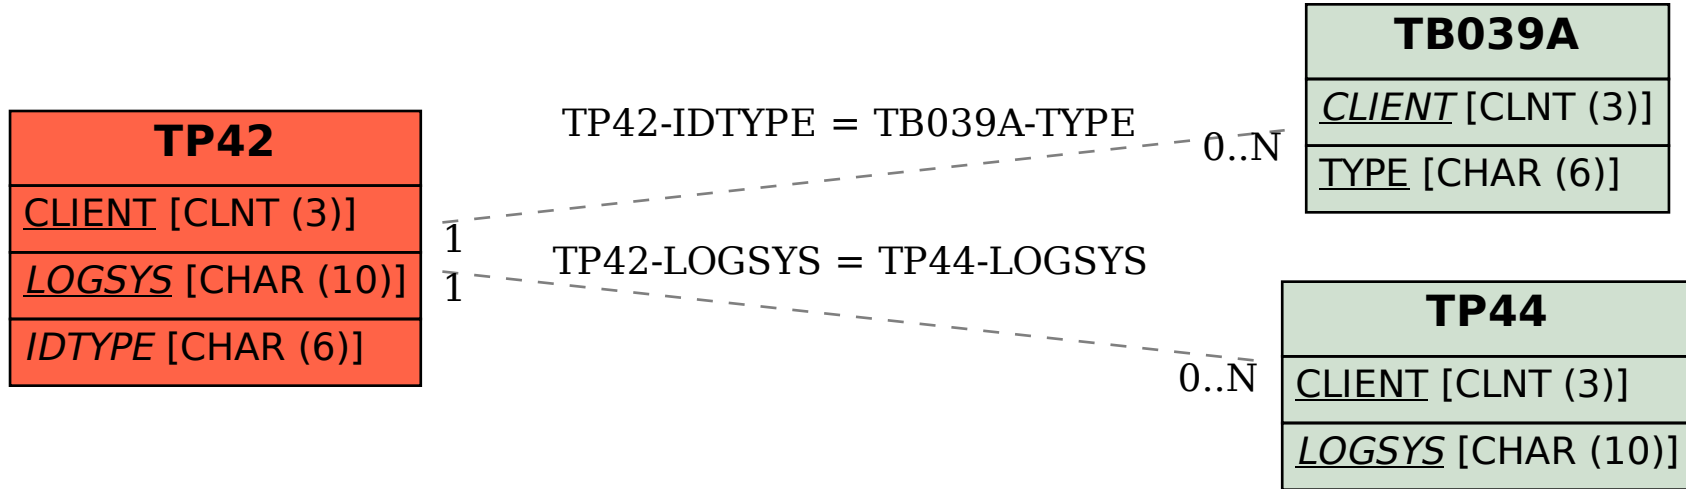 TP42
CLIENT [CLNT (3)]
LOGSYS [CHAR (10)]
IDTYPE [CHAR (6)]
TP42-IDTYPE = TB039A-TYPE
1
0..N
TP42-LOGSYS = TP44-LOGSYS
1
0..N
TB039A
CLIENT [CLNT (3)]
TYPE [CHAR (6)]
TP44
CLIENT [CLNT (3)]
LOGSYS [CHAR (10)]